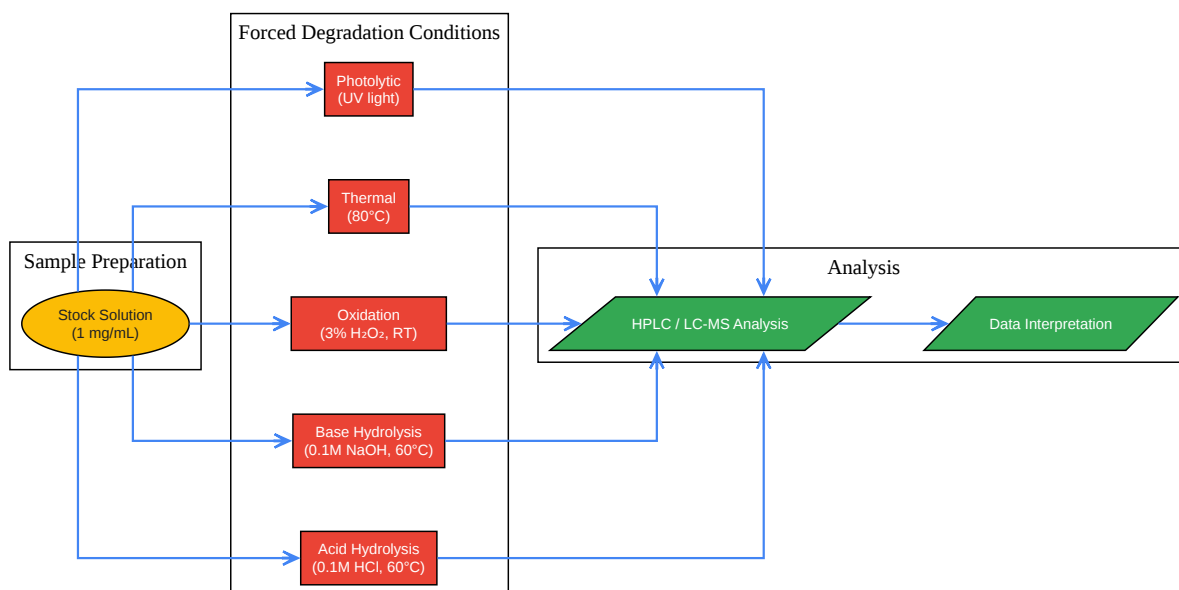 Forced Degradation Conditions
Photolytic
(UV light)
Thermal
(80°C)
Sample Preparation
Stock Solution
(1 mg/mL)
Oxidation
(3% H₂O₂, RT)
Analysis
HPLC / LC-MS Analysis
Data Interpretation
Base Hydrolysis
(0.1M NaOH, 60°C)
Acid Hydrolysis
(0.1M HCl, 60°C)